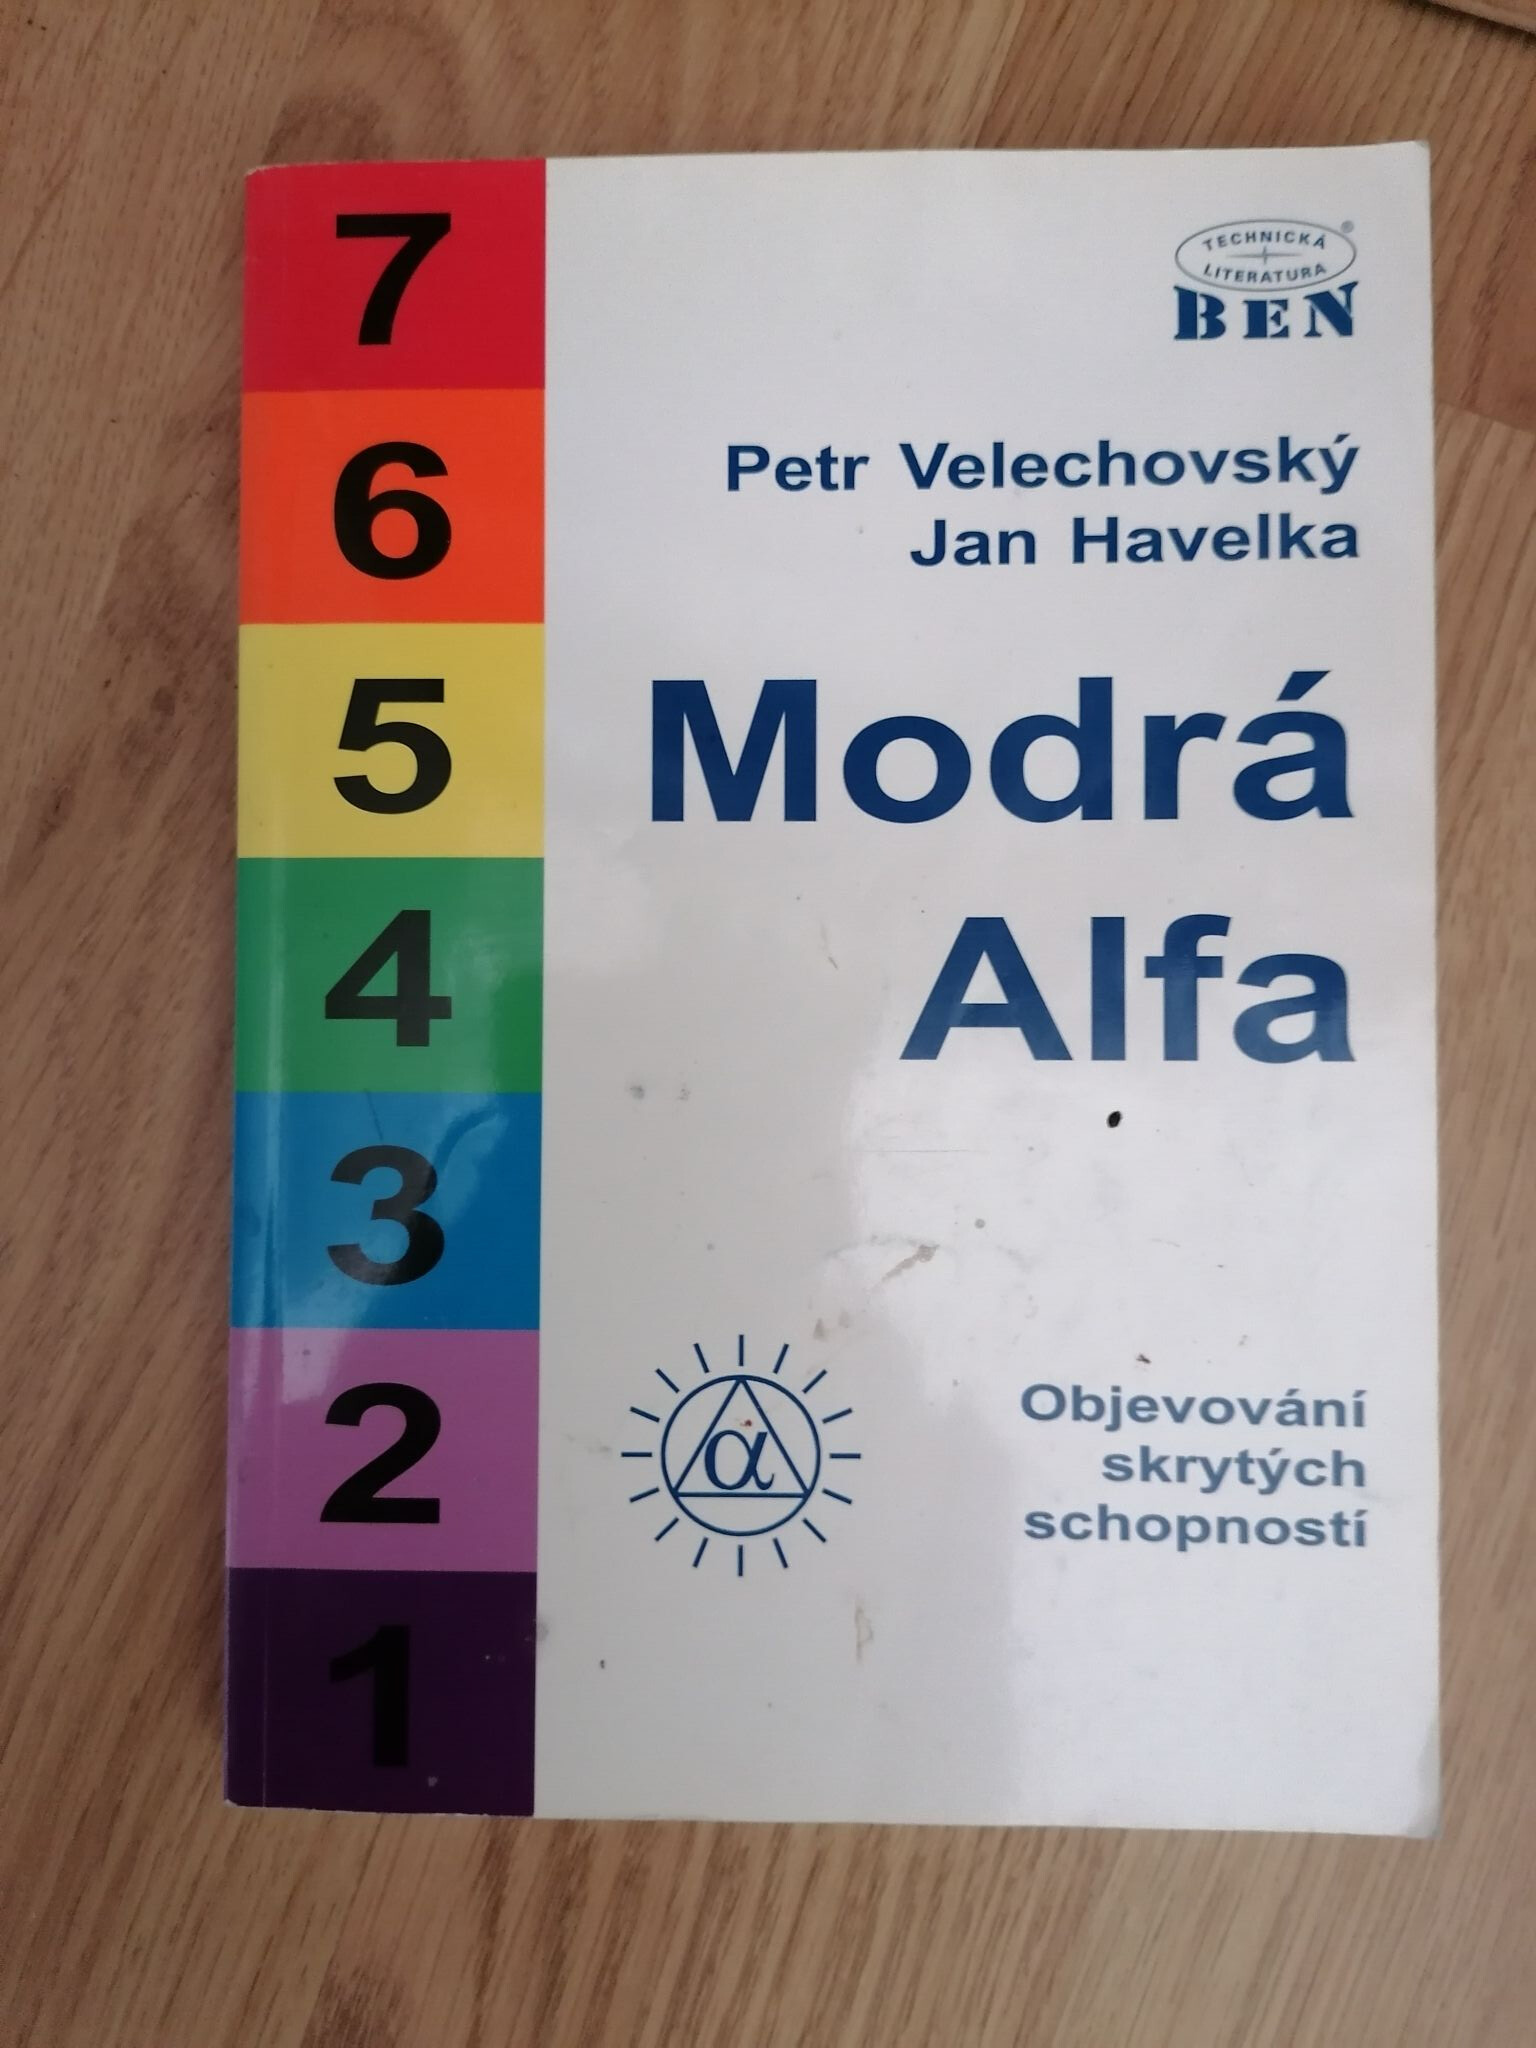 7
6
5
4
3
2
1
TECHNICKÁ ®
LITERATURA
BEN
Petr Velechovský
Jan Havelka
Modrá
Alfa
α
Objevování
skrytých
schopností